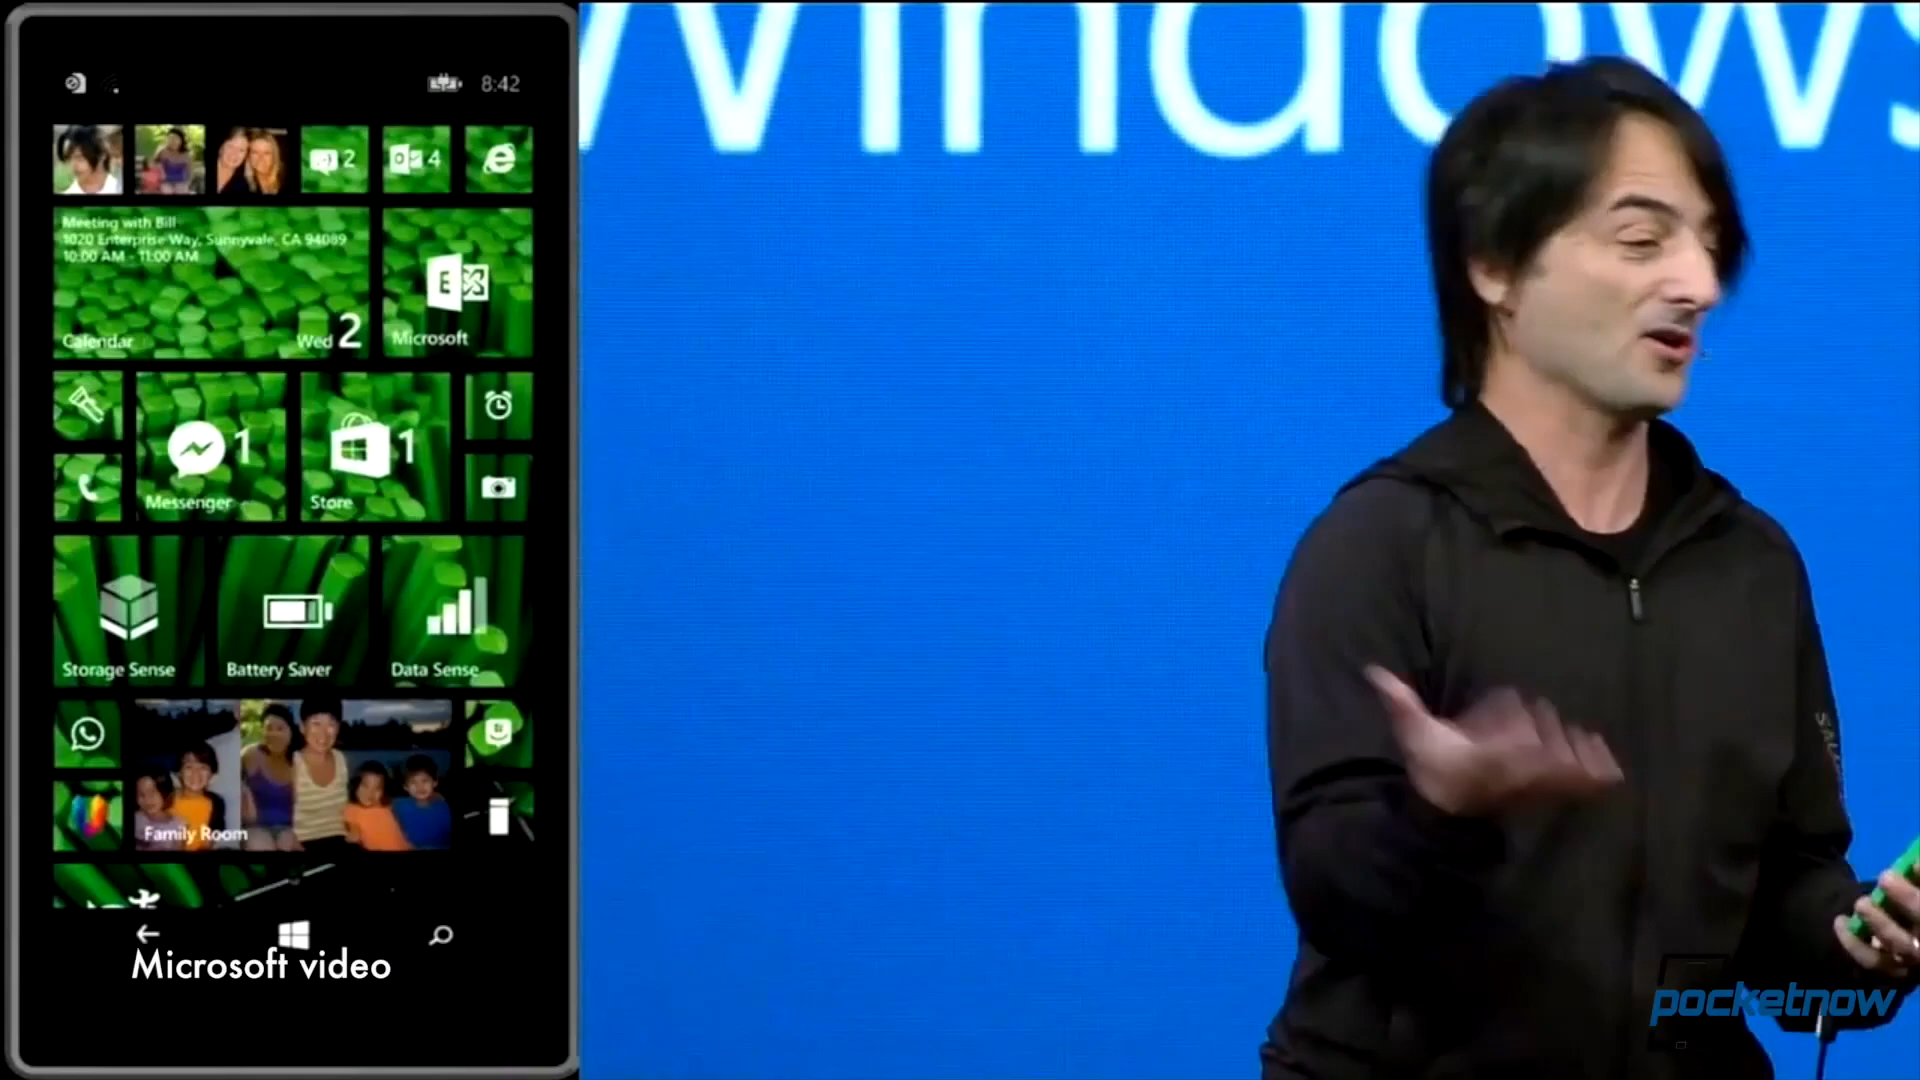 Windows
8:42
2
4
Meeting with Bill
1020 Enterprise Way, Sunnyvale, CA 94089
10:00 AM - 11:00 AM
Calendar
Wed 2
E
Microsoft
1
Messenger
1
Store
Storage Sense
Battery Saver
Data Sense
Family Room
Microsoft video
pocketnow